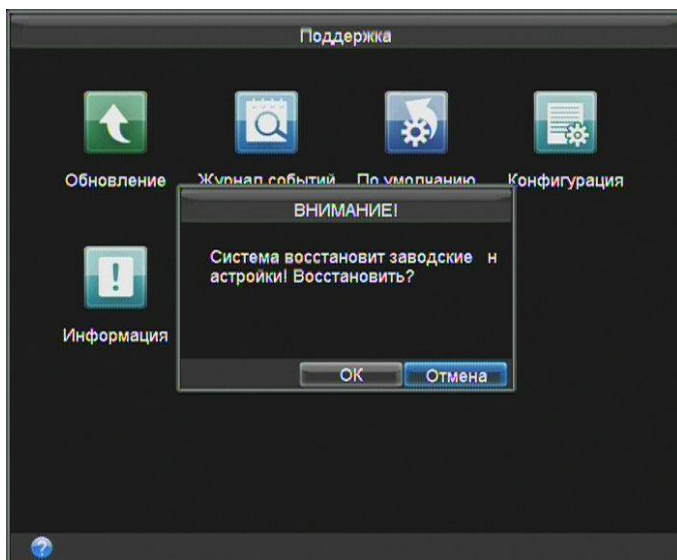 Поддержка
Обновление
Журнал событий
По умолчанию
Конфигурация
ВНИМАНИЕ!
Система восстановит заводские н
астройки! Восстановить?
Информация
OK
Отмена
?